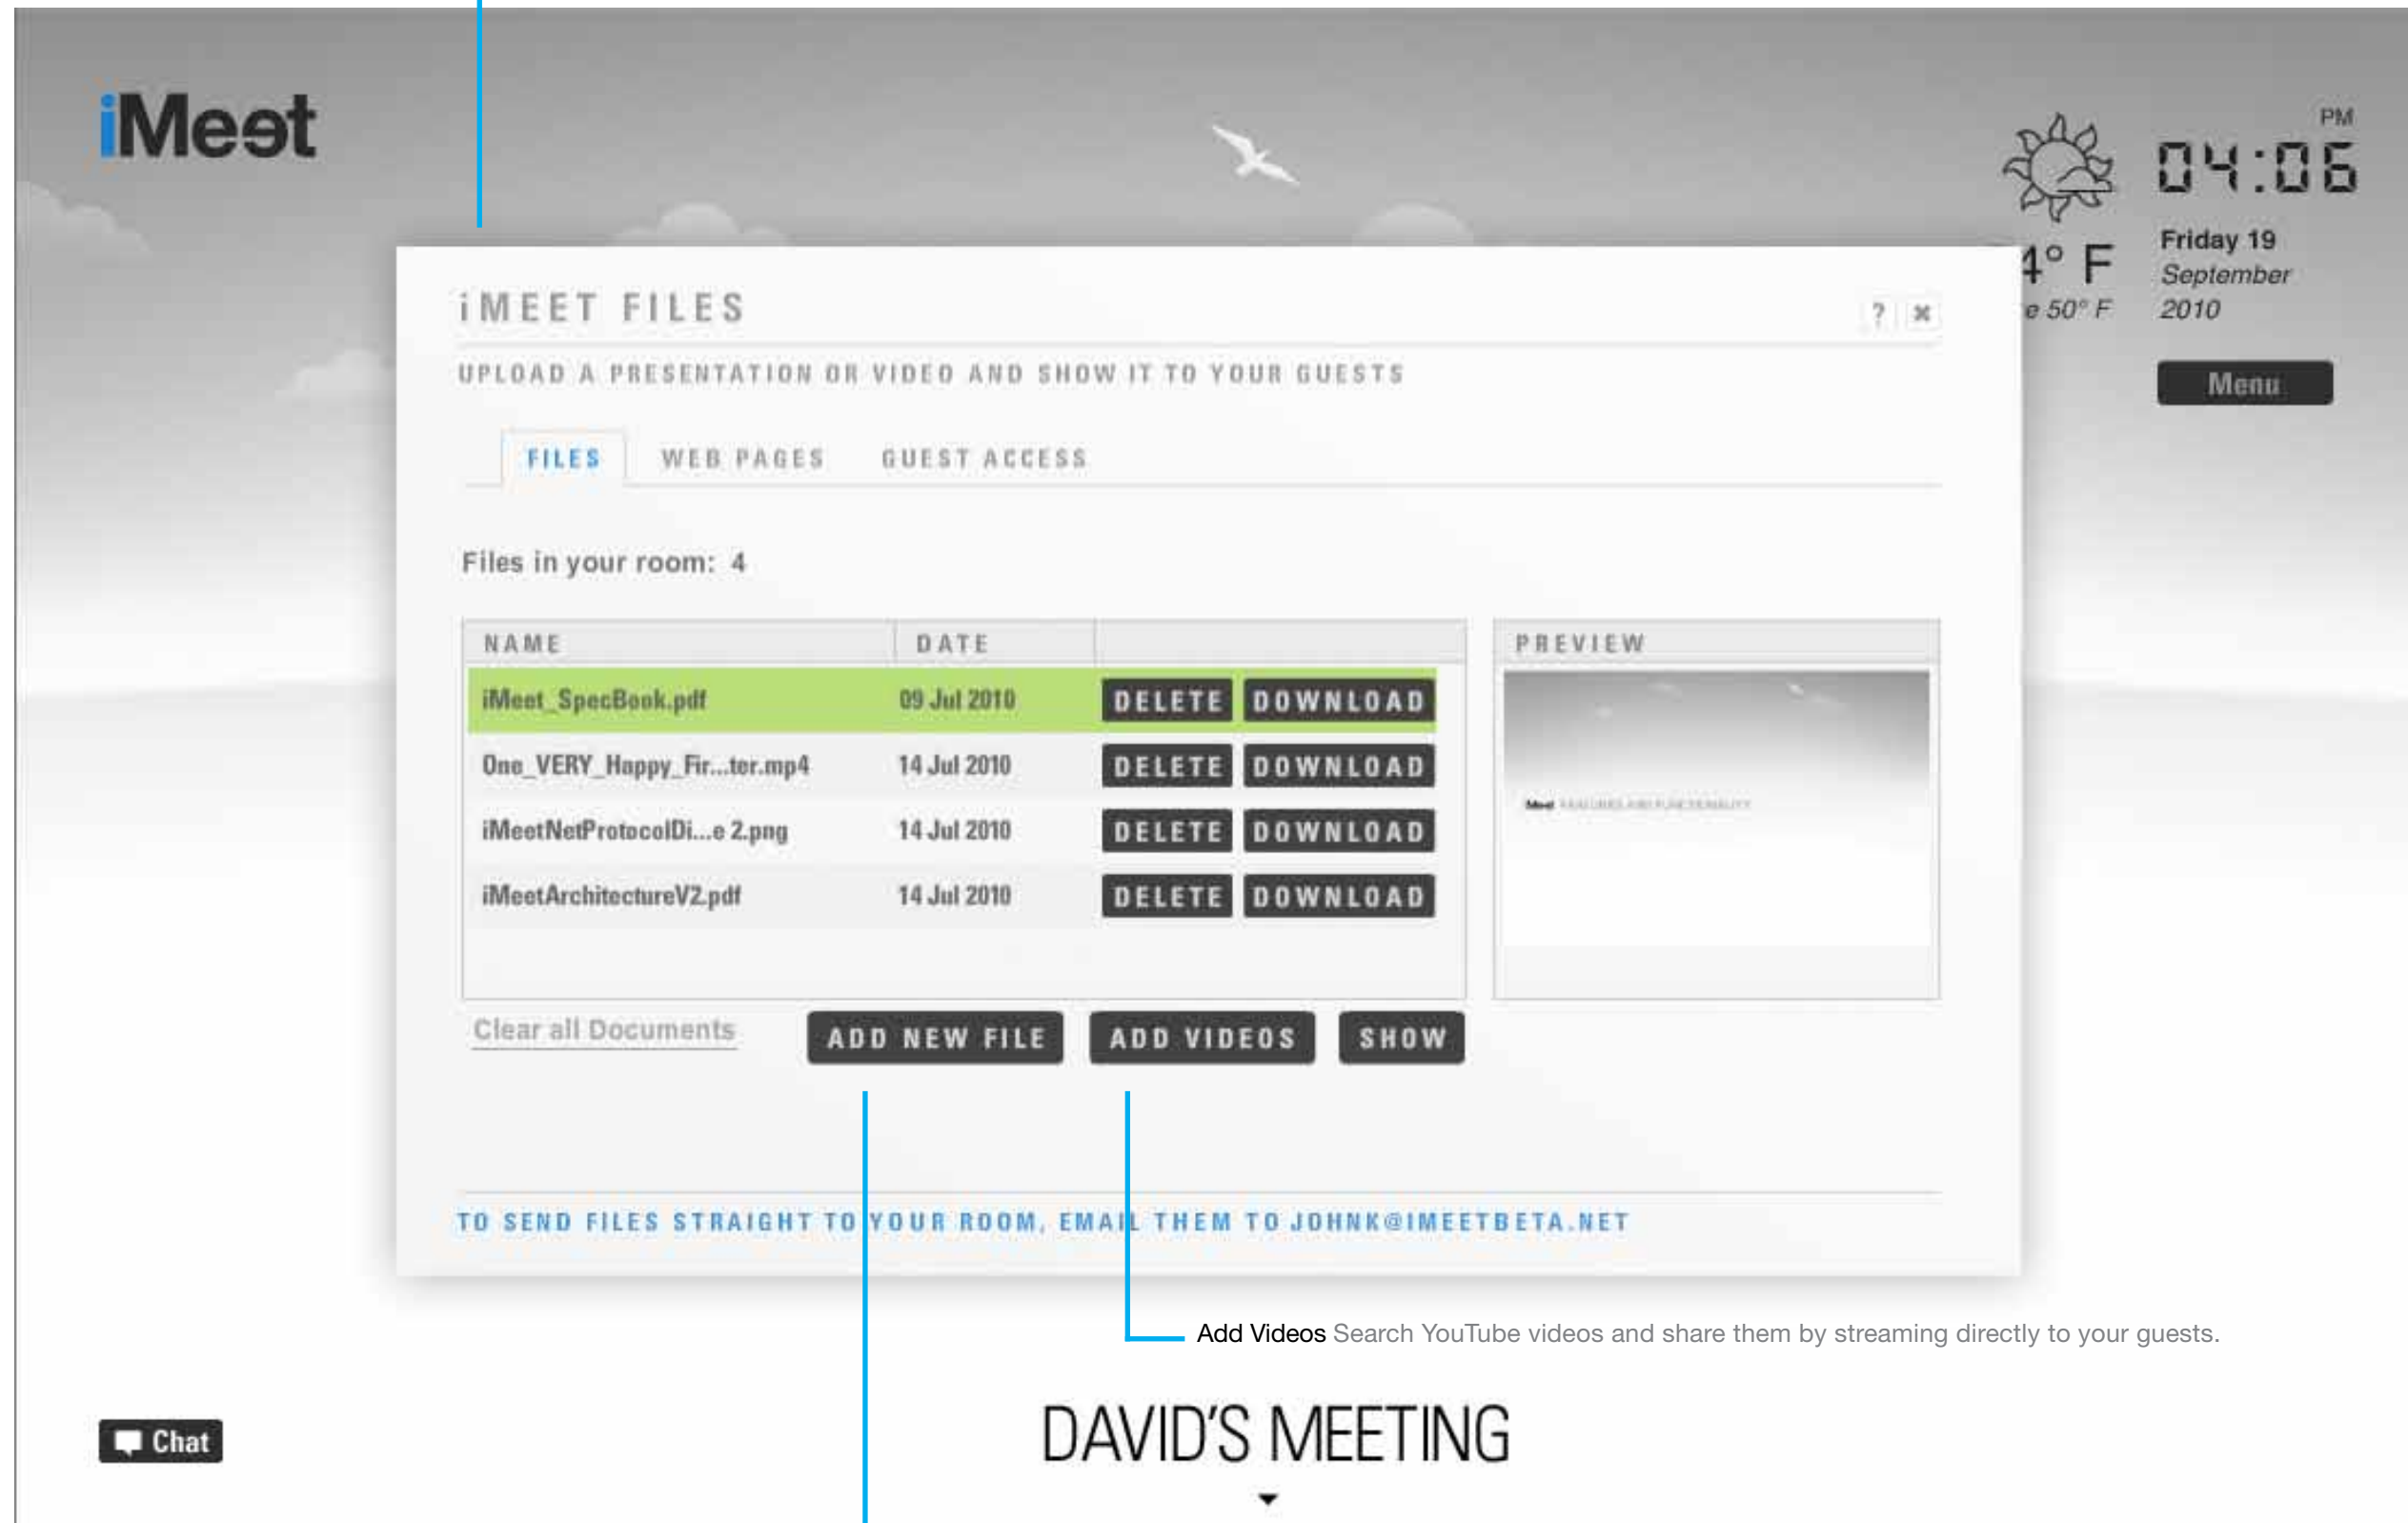 iMeet
PM
04:06
Friday 19
September
2010
4° F
e 50° F
Menu
iMEET FILES
? ×
UPLOAD A PRESENTATION OR VIDEO AND SHOW IT TO YOUR GUESTS
FILES WEB PAGES GUEST ACCESS
Files in your room: 4
NAME DATE PREVIEW
iMeet_SpecBook.pdf 09 Jul 2010 DELETE DOWNLOAD
One_VERY_Happy_Fir...ter.mp4 14 Jul 2010 DELETE DOWNLOAD
iMeetNetProtocolDi...e 2.png 14 Jul 2010 DELETE DOWNLOAD
iMeetArchitectureV2.pdf 14 Jul 2010 DELETE DOWNLOAD
iMeet FEATURES AND FUNCTIONALITY
Clear all Documents ADD NEW FILE ADD VIDEOS SHOW
TO SEND FILES STRAIGHT TO YOUR ROOM, EMAIL THEM TO JOHNK@IMEETBETA.NET
Add Videos Search YouTube videos and share them by streaming directly to your guests.
Chat
DAVID'S MEETING